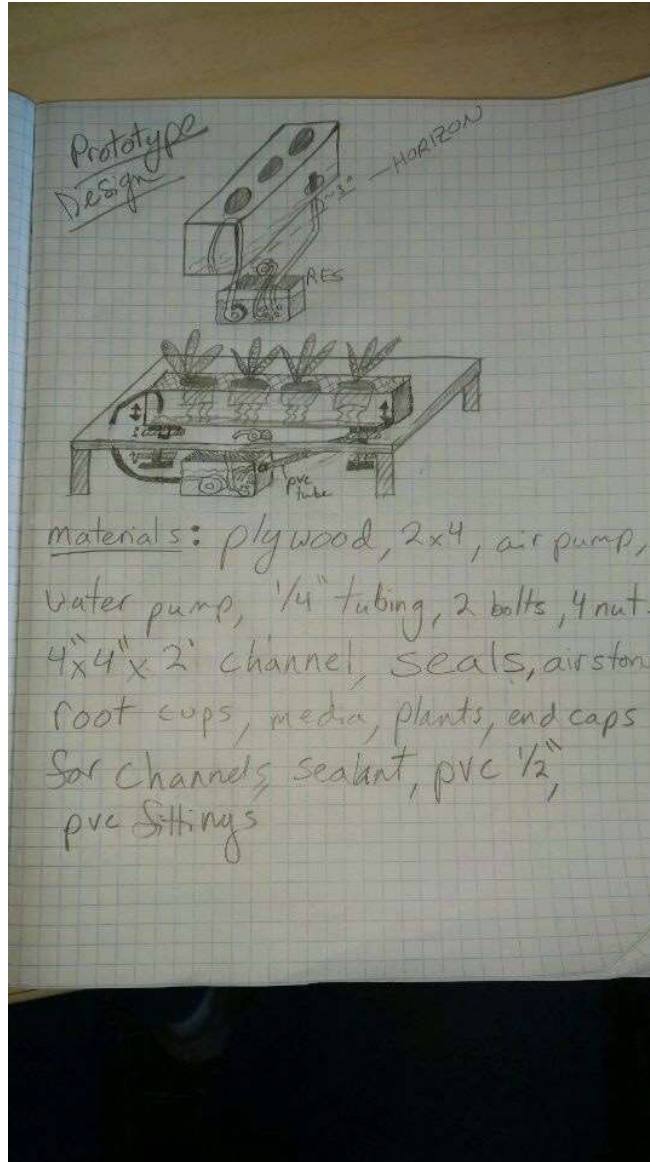 Prototype
Design
~3° — HORIZON
RES
pvc
tube
materials: plywood, 2x4, air pump,
water pump, 1/4" tubing, 2 bolts, 4 nut
4"x4"x2' channel, seals, airston
root cups, media, plants, end caps
for channels, sealant, pvc 1/2",
pvc fittings